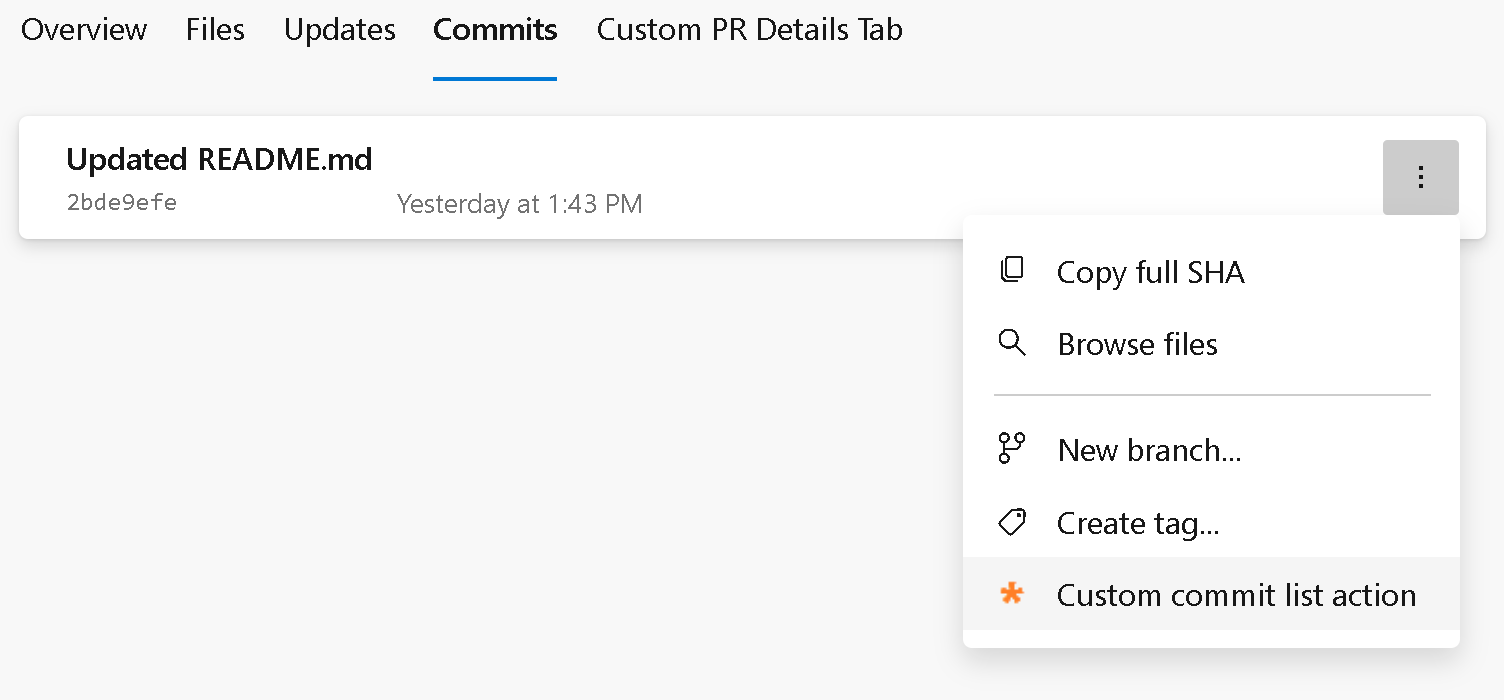 Overview Files Updates Commits Custom PR Details Tab
Updated README.md
2bde9efe Yesterday at 1:43 PM
Copy full SHA
Browse files
New branch...
Create tag...
Custom commit list action